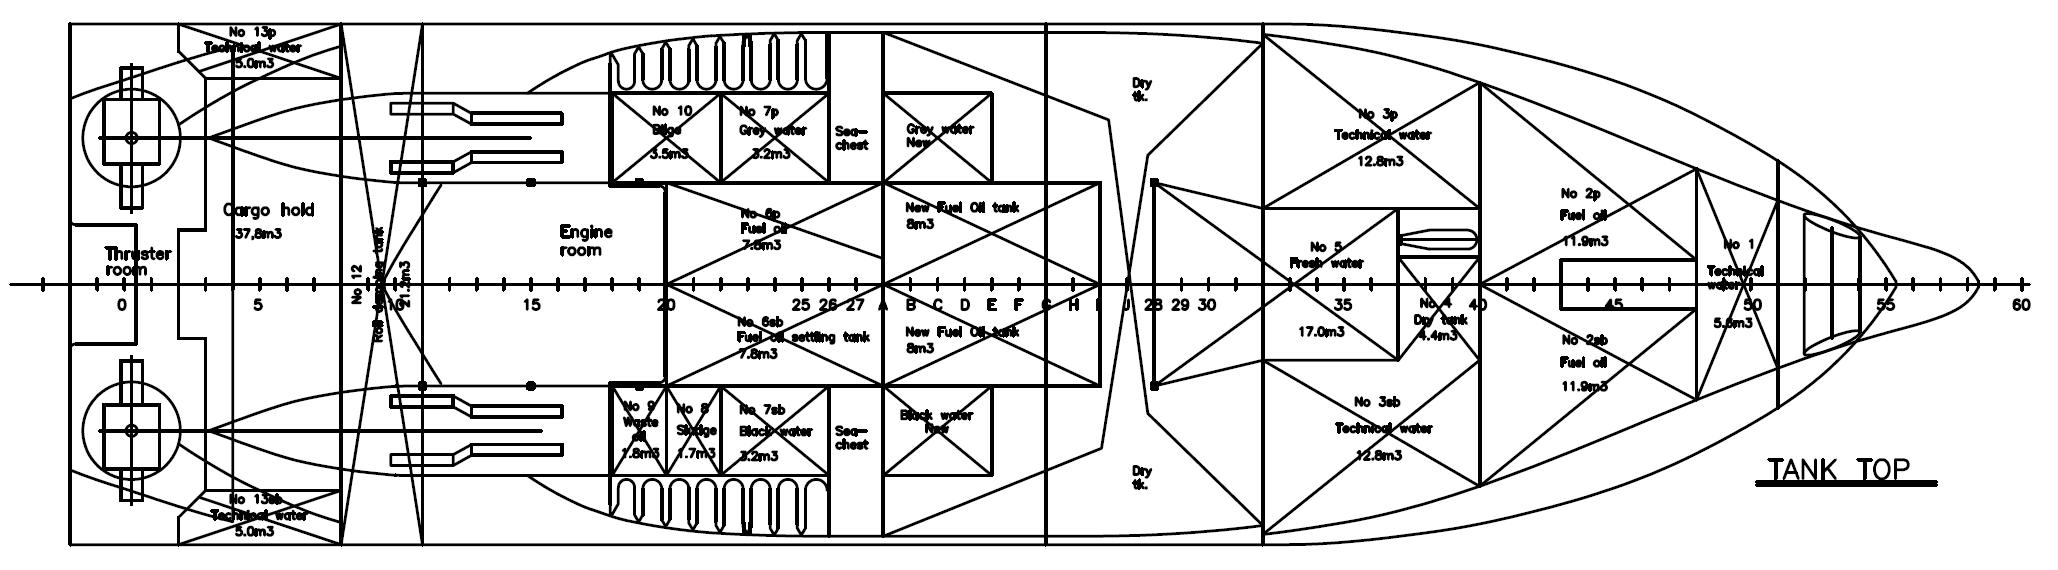 No 13p
Technical water
5.0m3
Thruster
room
Cargo hold
37,8m3
No 12
Roll damping tank
21.2m3
Engine
room
No 10
Bilge
3.5m3
No 7p
Grey water
3.2m3
Sea-
chest
Grey water
New
Dry
tk.
No 6p
Fuel oil
7.8m3
New Fuel Oil tank
8m3
No 3p
Technical water
12.8m3
No 5
Fresh water
17.0m3
No 2p
Fuel oil
11.9m3
No 1
Technical
water
5.8m3
0 5 10 15 20 25 26 27 A B C D E F G H I J 28 29 30 35 40 45 50 55 60
No 4
Dry tank
4.4m3
No 6sb
Fuel oil settling tank
7.8m3
New Fuel Oil tank
8m3
No 2sb
Fuel oil
11.9m3
No 9
Waste
oil
1.8m3
No 8
Sludge
1.7m3
No 7sb
Black water
3.2m3
Sea-
chest
Black water
New
Dry
tk.
No 3sb
Technical water
12.8m3
No 13sb
Technical water
5.0m3
TANK TOP